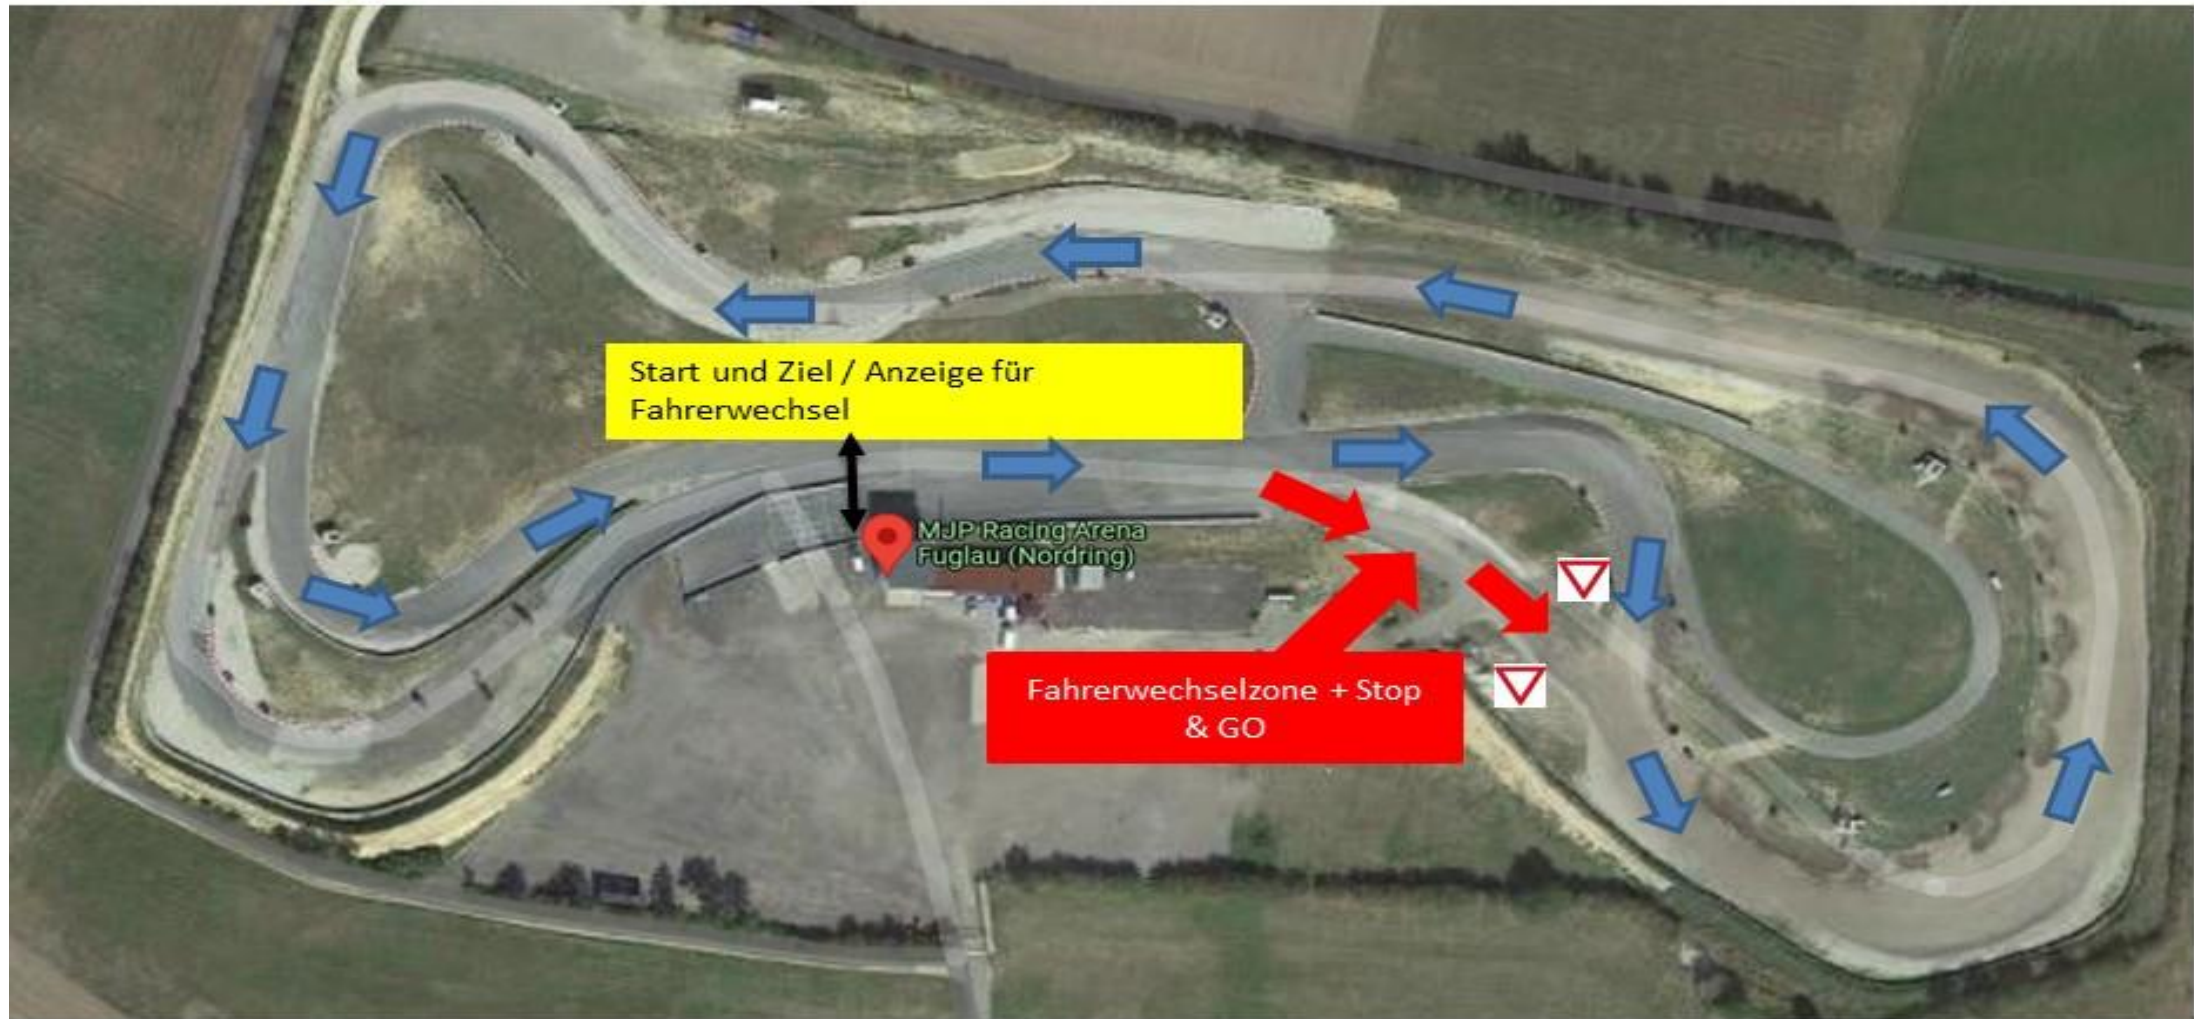 Start und Ziel / Anzeige für
Fahrerwechsel
MJP Racing Arena
Fuglau (Nordring)
Fahrerwechselzone + Stop
& GO